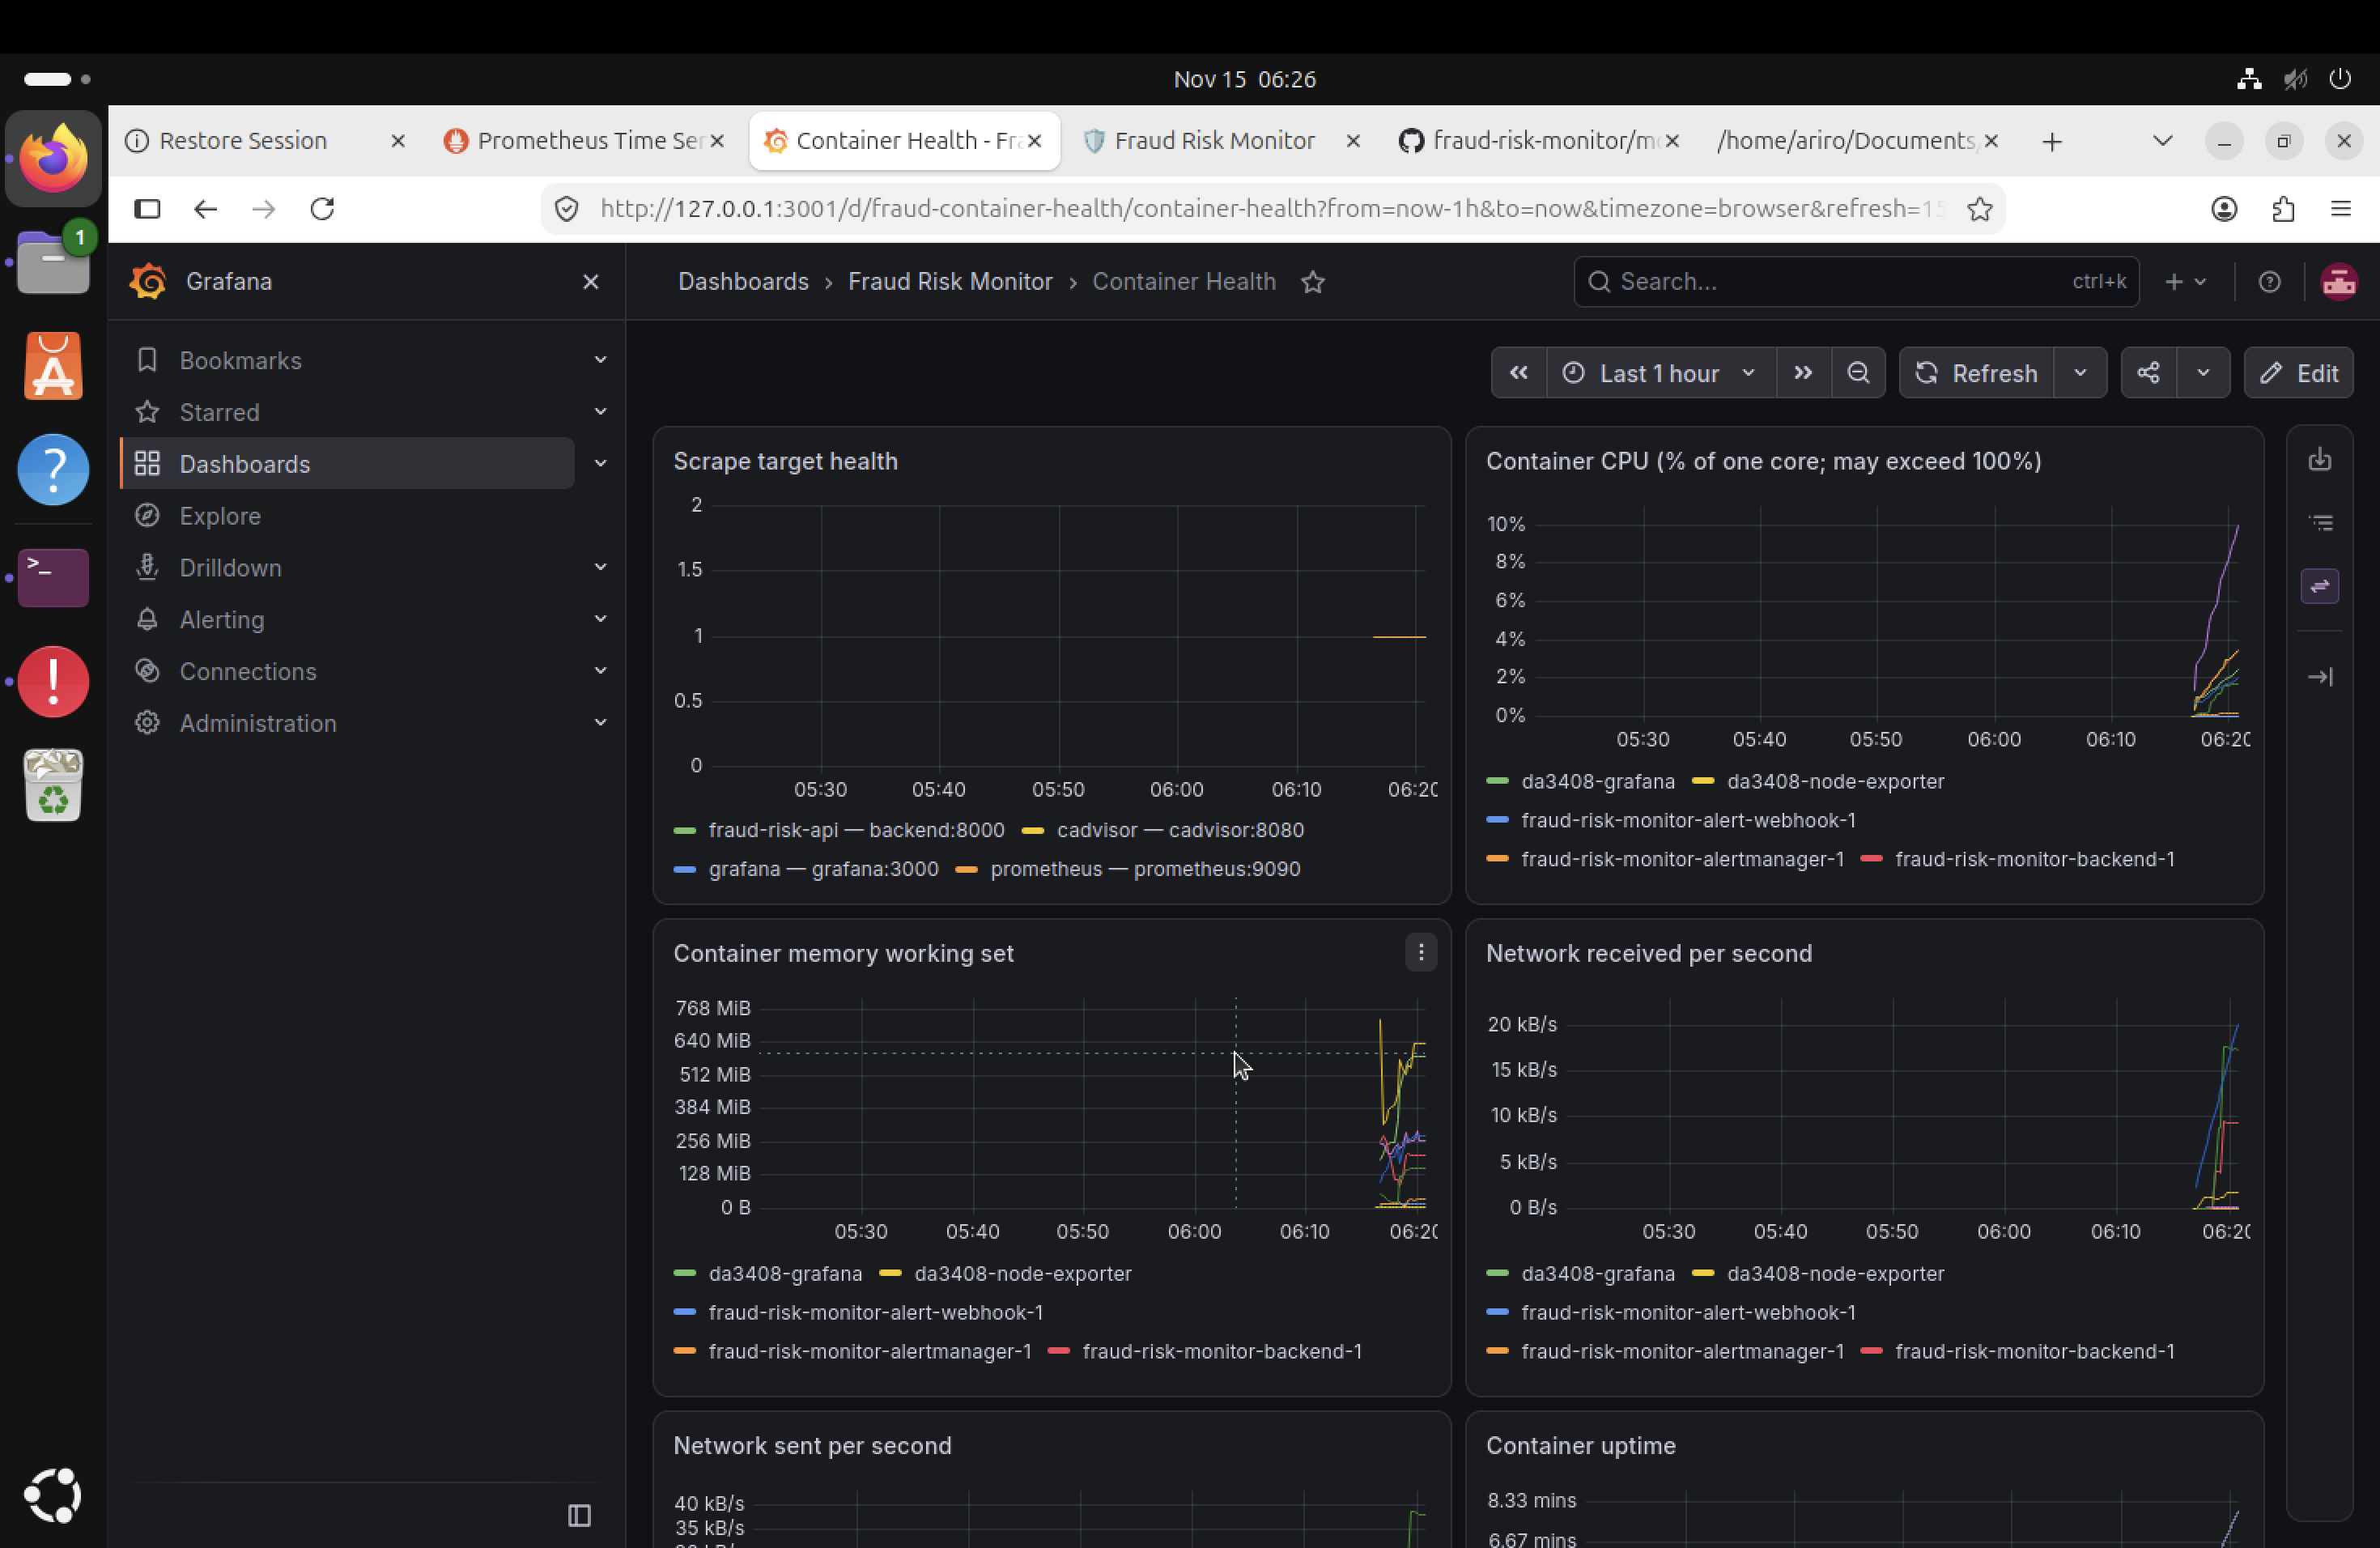 Nov 15 06:26
Restore Session
Prometheus Time Ser
Container Health - Fra
Fraud Risk Monitor
fraud-risk-monitor/mo
/home/ariro/Documents/
1
http://127.0.0.1:3001/d/fraud-container-health/container-health?from=now-1h&to=now&timezone=browser&refresh=15
Grafana
Dashboards › Fraud Risk Monitor › Container Health
Search...
ctrl+k
Bookmarks
Starred
Dashboards
Explore
Drilldown
Alerting
Connections
Administration
Last 1 hour
Refresh
Edit
Scrape target health
2
1.5
1
0.5
0
05:30 05:40 05:50 06:00 06:10 06:20
fraud-risk-api — backend:8000 cadvisor — cadvisor:8080
grafana — grafana:3000 prometheus — prometheus:9090
Container CPU (% of one core; may exceed 100%)
10%
8%
6%
4%
2%
0%
05:30 05:40 05:50 06:00 06:10 06:20
da3408-grafana da3408-node-exporter
fraud-risk-monitor-alert-webhook-1
fraud-risk-monitor-alertmanager-1 fraud-risk-monitor-backend-1
Container memory working set
768 MiB
640 MiB
512 MiB
384 MiB
256 MiB
128 MiB
0 B
05:30 05:40 05:50 06:00 06:10 06:20
da3408-grafana da3408-node-exporter
fraud-risk-monitor-alert-webhook-1
fraud-risk-monitor-alertmanager-1 fraud-risk-monitor-backend-1
Network received per second
20 kB/s
15 kB/s
10 kB/s
5 kB/s
0 B/s
05:30 05:40 05:50 06:00 06:10 06:20
da3408-grafana da3408-node-exporter
fraud-risk-monitor-alert-webhook-1
fraud-risk-monitor-alertmanager-1 fraud-risk-monitor-backend-1
Network sent per second
40 kB/s
35 kB/s
Container uptime
8.33 mins
6.67 mins